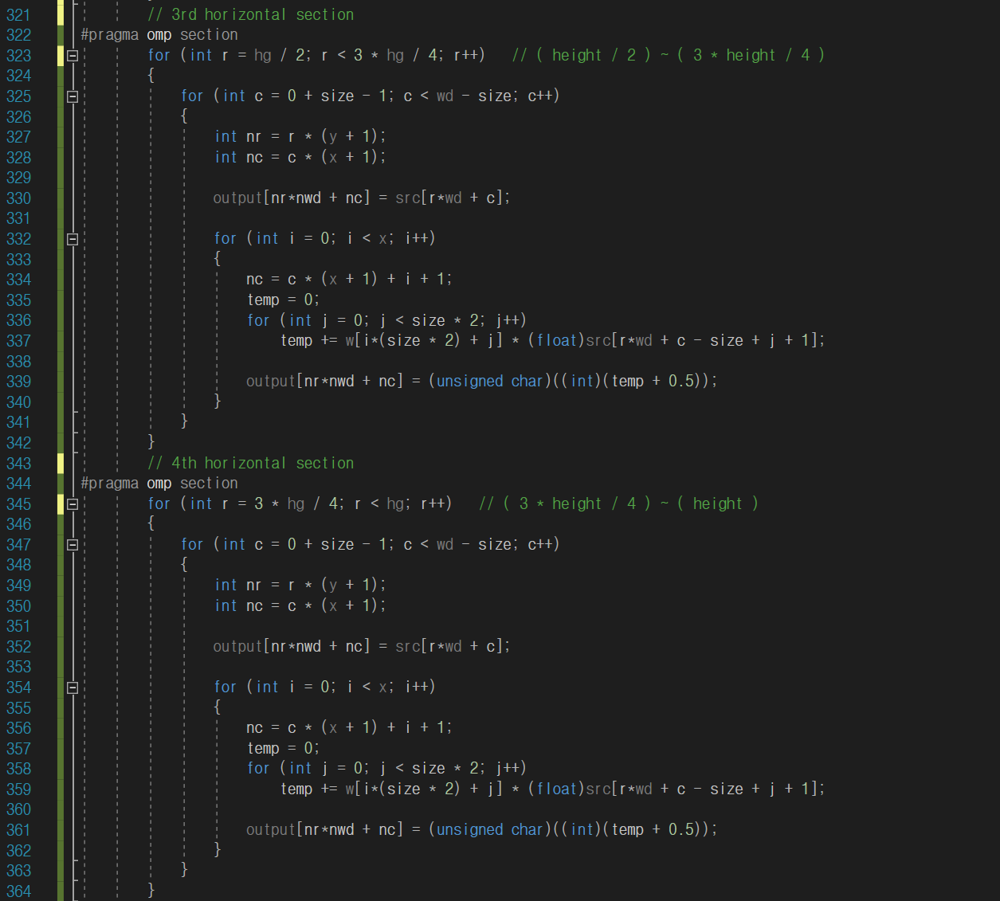 321 // 3rd horizontal section
322 #pragma omp section
323 for (int r = hg / 2; r < 3 * hg / 4; r++) // ( height / 2 ) ~ ( 3 * height / 4 )
324 {
325 for (int c = 0 + size - 1; c < wd - size; c++)
326 {
327 int nr = r * (y + 1);
328 int nc = c * (x + 1);
329
330 output[nr*nwd + nc] = src[r*wd + c];
331
332 for (int i = 0; i < x; i++)
333 {
334 nc = c * (x + 1) + i + 1;
335 temp = 0;
336 for (int j = 0; j < size * 2; j++)
337 temp += w[i*(size * 2) + j] * (float)src[r*wd + c - size + j + 1];
338
339 output[nr*nwd + nc] = (unsigned char)((int)(temp + 0.5));
340 }
341 }
342 }
343 // 4th horizontal section
344 #pragma omp section
345 for (int r = 3 * hg / 4; r < hg; r++) // ( 3 * height / 4 ) ~ ( height )
346 {
347 for (int c = 0 + size - 1; c < wd - size; c++)
348 {
349 int nr = r * (y + 1);
350 int nc = c * (x + 1);
351
352 output[nr*nwd + nc] = src[r*wd + c];
353
354 for (int i = 0; i < x; i++)
355 {
356 nc = c * (x + 1) + i + 1;
357 temp = 0;
358 for (int j = 0; j < size * 2; j++)
359 temp += w[i*(size * 2) + j] * (float)src[r*wd + c - size + j + 1];
360
361 output[nr*nwd + nc] = (unsigned char)((int)(temp + 0.5));
362 }
363 }
364 }